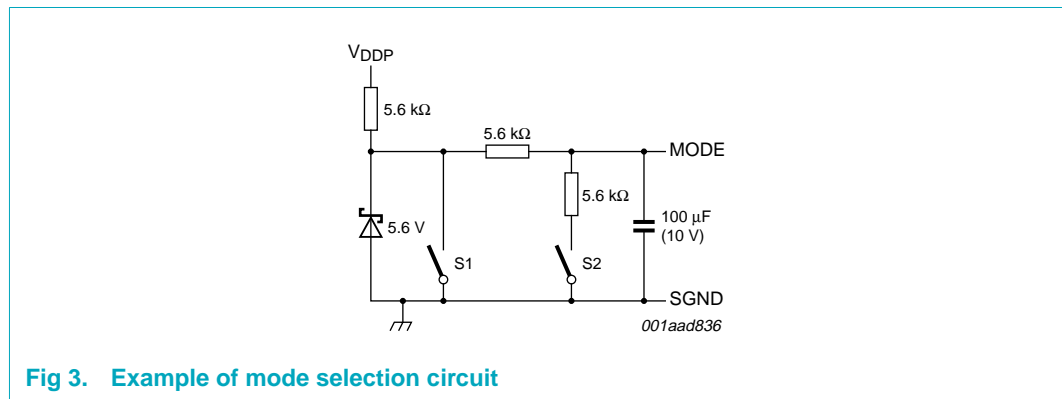 VDDP
5.6 kΩ
5.6 kΩ
MODE
5.6 kΩ
5.6 V
100 μF
(10 V)
S1
S2
SGND
001aad836
Fig 3. Example of mode selection circuit